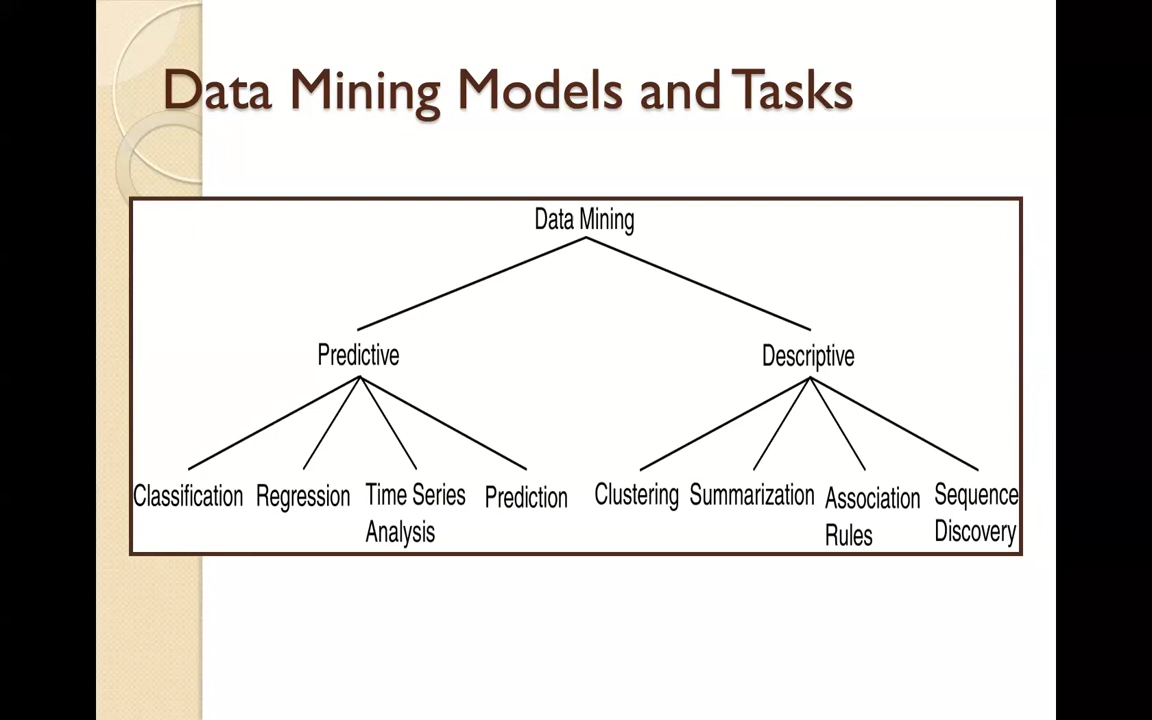 Data Mining Models and Tasks
Data Mining
Predictive
Descriptive
Classification
Regression
Time Series
Analysis
Prediction
Clustering
Summarization
Association
Rules
Sequence
Discovery